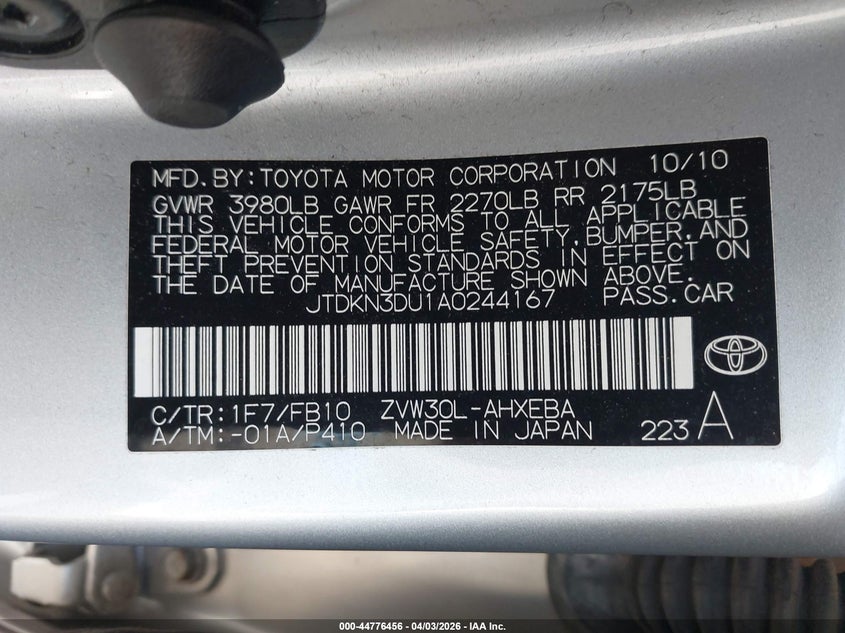 MFD.BY:TOYOTA MOTOR CORPORATION 10/10
GVWR 3980LB GAWR FR 2270LB RR 2175LB
THIS VEHICLE CONFORMS TO ALL APPLICABLE
FEDERAL MOTOR VEHICLE SAFETY,BUMPER,AND
THEFT PREVENTION STANDARDS IN EFFECT ON
THE DATE OF MANUFACTURE SHOWN ABOVE.
JTDKN3DU1A0244167 PASS.CAR
C/TR:1F7/FB10 ZVW30L-AHXEBA
A/TM:-01A/P410 MADE IN JAPAN 223 A
000-44776456 - 04/03/2026 - IAA Inc.